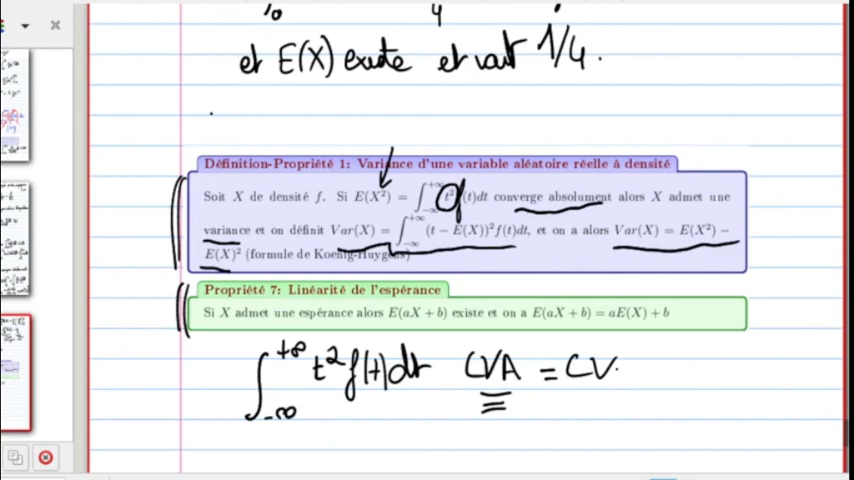 et E(X) existe et vaut 1/4.
Définition-Propriété 1: Variance d'une variable aléatoire réelle à densité
Soit X de densité f. Si E(X²) = ∫_{-∞}^{+∞} t² f(t)dt converge absolument alors X admet une
variance et on définit Var(X) = ∫_{-∞}^{+∞} (t − E(X))² f(t)dt, et on a alors Var(X) = E(X²) −
E(X)² (formule de Koenig-Huygens)
Propriété 7: Linéarité de l'espérance
Si X admet une espérance alors E(aX + b) existe et on a E(aX + b) = aE(X) + b
∫_{-∞}^{+∞} t² f(t)dt CVA = CV.